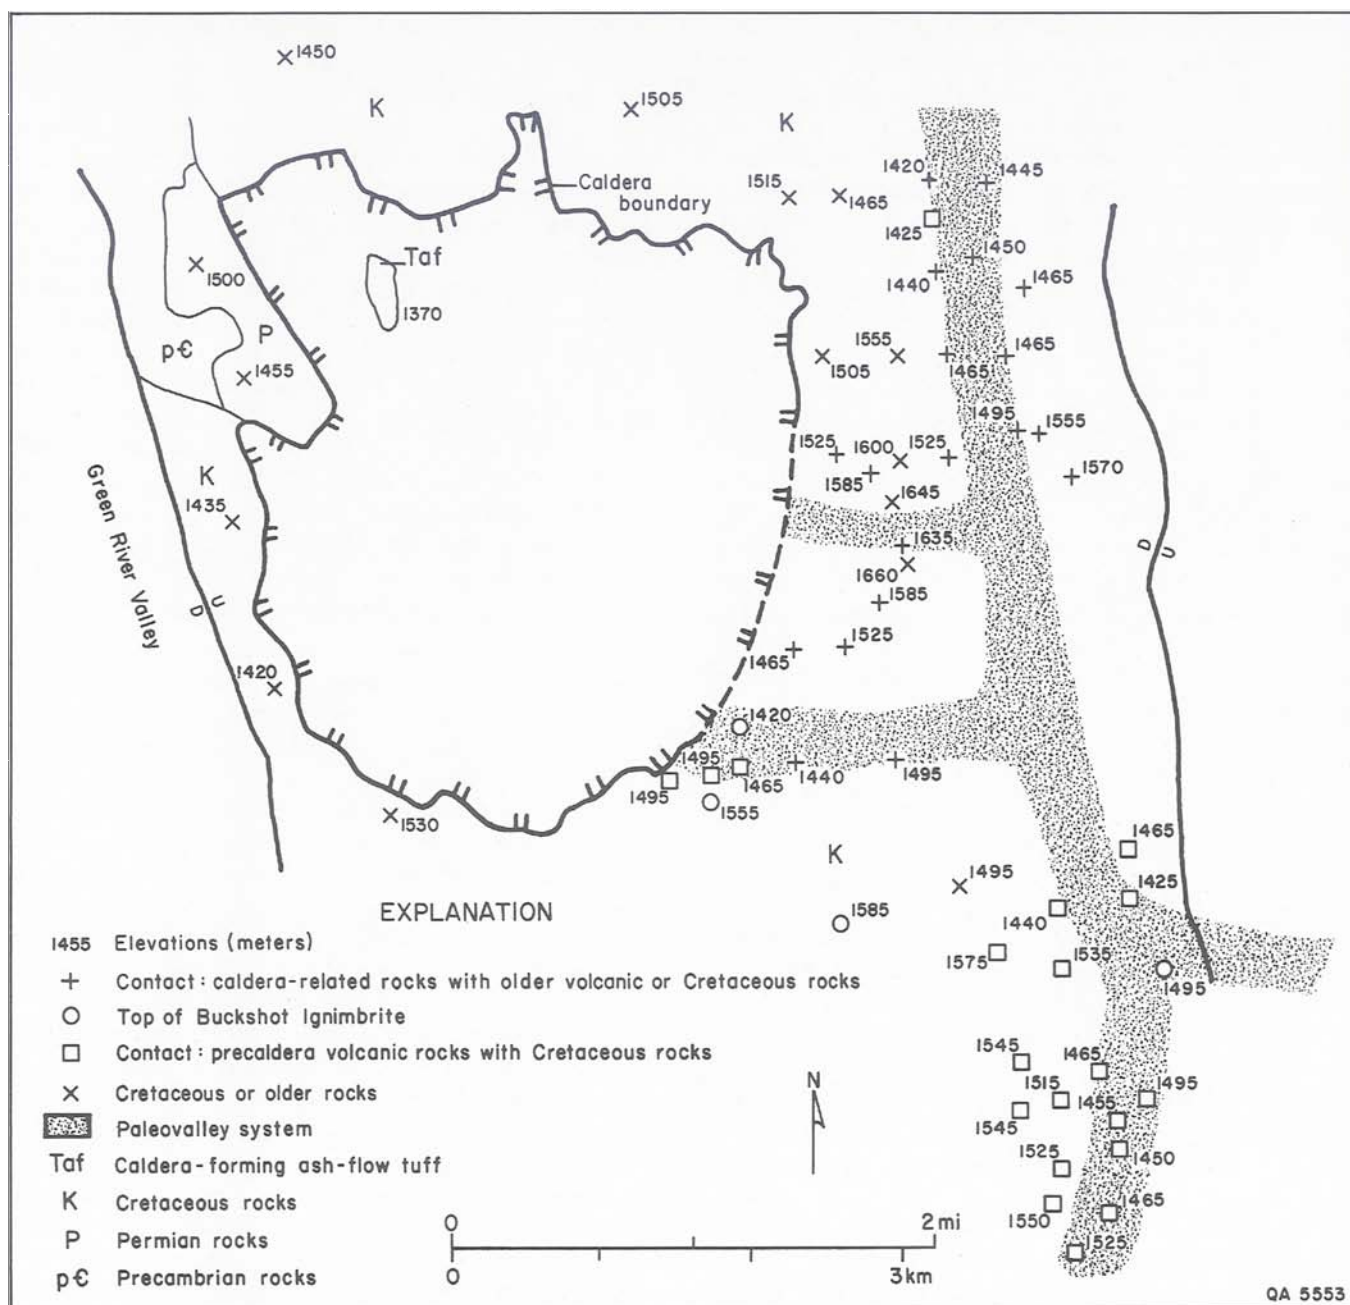 1450
K
1505
K
Caldera
boundary
1515
1465
1420
1445
1425
Taf
1500
1450
1440
1465
1370
p€
P
1455
1555
1505
1465
1465
1495
1555
K
1435
1525
1600
1525
1585
1570
1645
Green River Valley
D
U
D
U
1635
1660
1585
1525
1465
1420
1420
1495
1495
1465
1440
1495
1555
1530
K
1465
1495
1425
1440
1585
1575
1535
1495
1545
1465
1515
1455
1495
1545
1525
1450
1550
1465
1525
EXPLANATION
1455 Elevations (meters)
+ Contact: caldera-related rocks with older volcanic or Cretaceous rocks
○ Top of Buckshot Ignimbrite
□ Contact: precaldera volcanic rocks with Cretaceous rocks
× Cretaceous or older rocks
Paleovalley system
Taf Caldera-forming ash-flow tuff
K Cretaceous rocks
P Permian rocks
p€ Precambrian rocks
N
0 2 mi
0 3 km
QA 5553